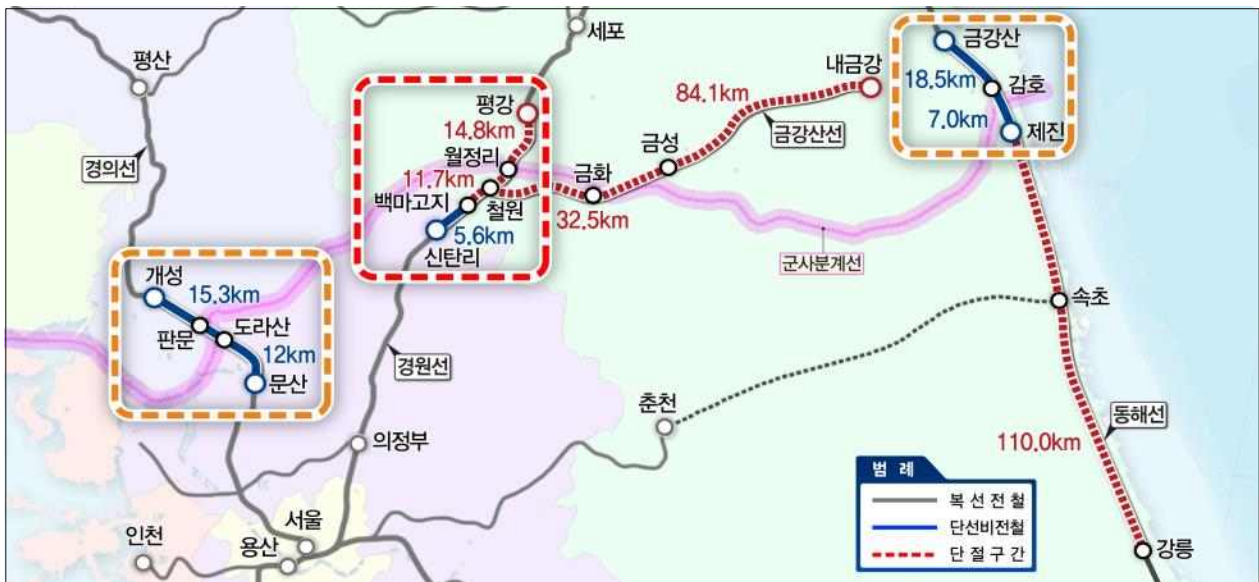 세포
평산
평강
14.8km
월정리
11.7km
백마고지
철원
5.6km
신탄리
경의선
개성
15.3km
판문
도라산
12km
문산
경원선
의정부
서울
용산
인천
내금강
84.1km
금강산선
금성
금화
32.5km
군사분계선
금강산
18.5km
감호
7.0km
제진
속초
춘천
동해선
110.0km
강릉
범 례
복선전철
단선비전철
단절구간